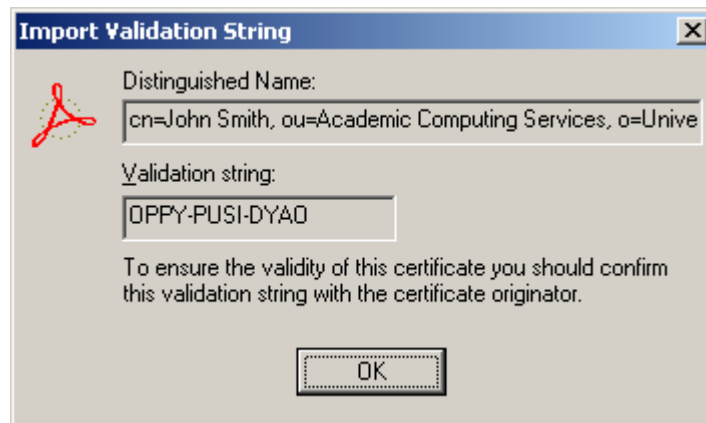 Import Validation String
Distinguished Name:
cn=John Smith, ou=Academic Computing Services, o=Unive
Validation string:
OPPY-PUSI-DYAO
To ensure the validity of this certificate you should confirm
this validation string with the certificate originator.
OK